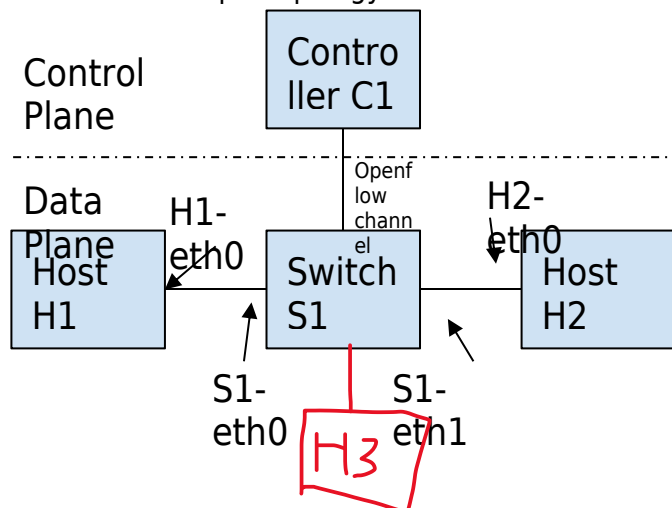 Contro
ller C1
Control
Plane
Openf
low
chann
el
Data
Plane
H1-
eth0
H2-
eth0
Host
H1
Switch
S1
Host
H2
S1-
eth0
S1-
eth1
H3